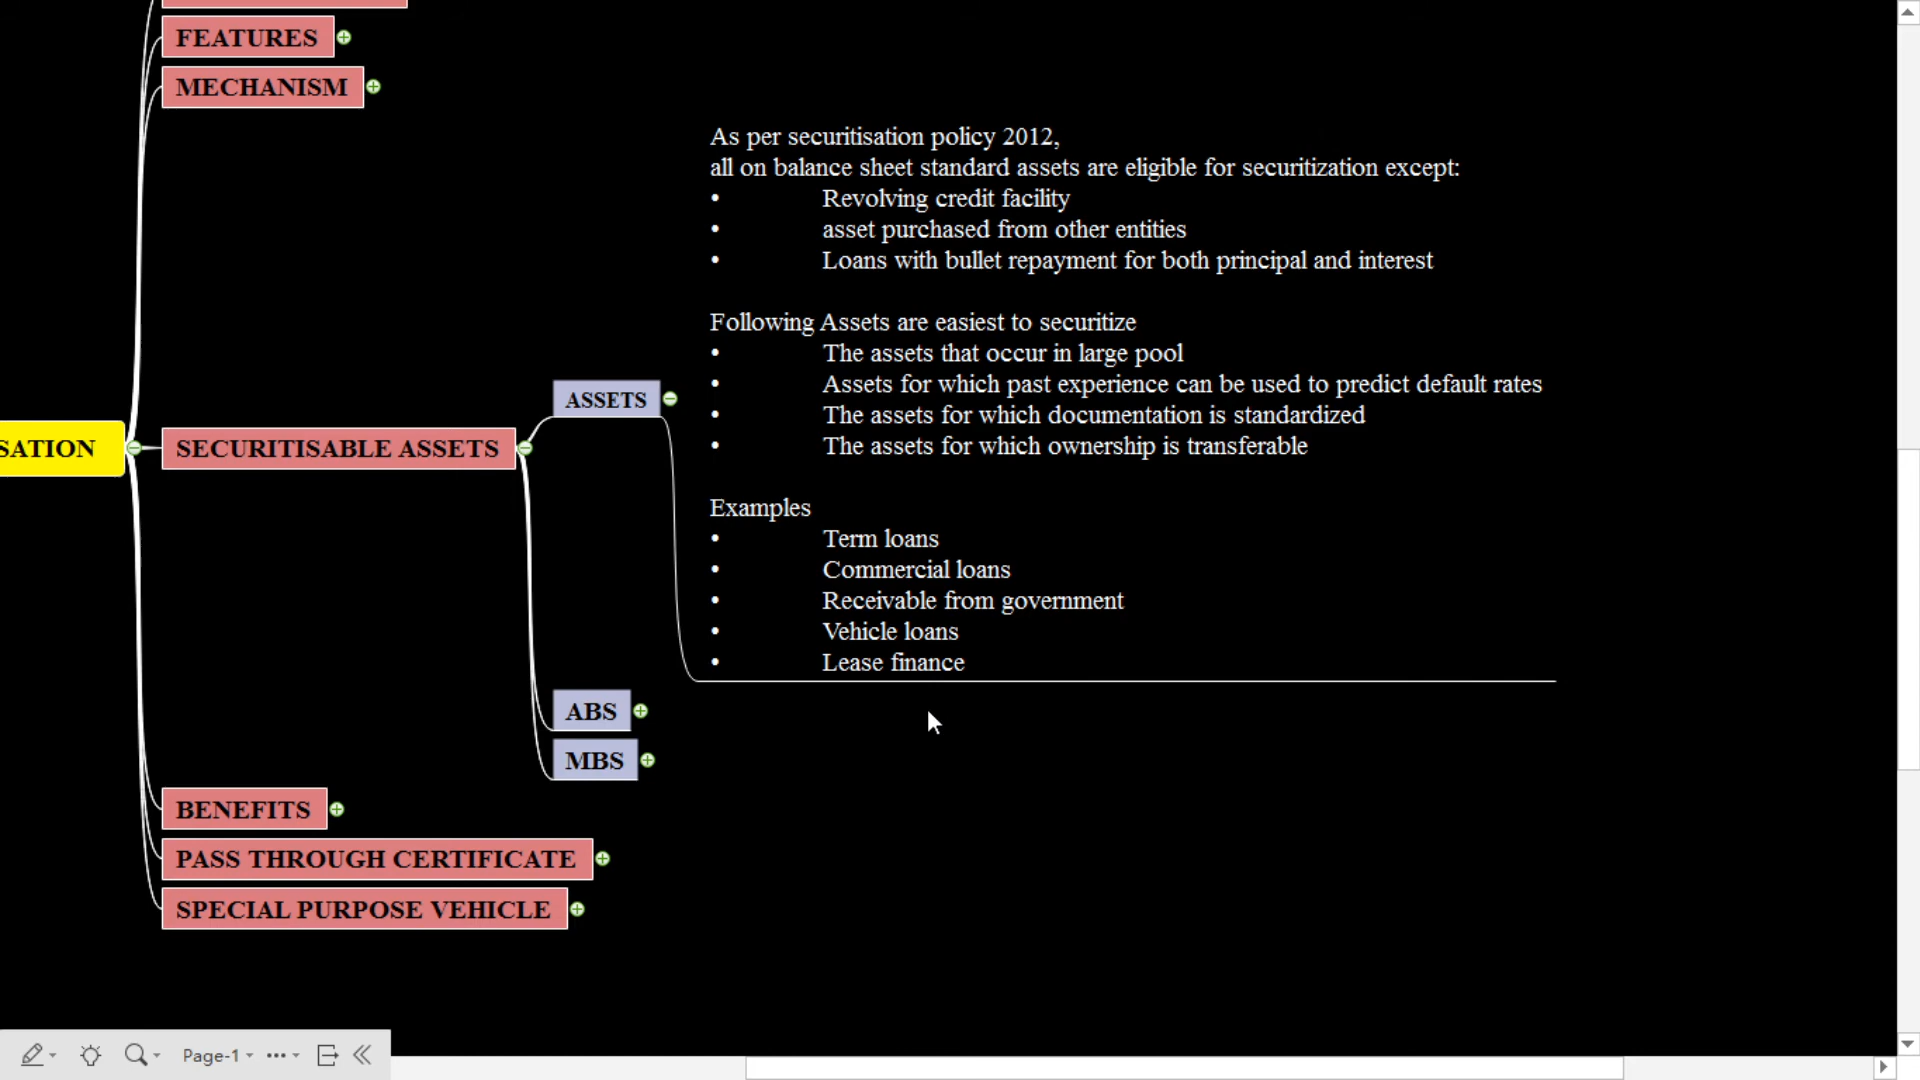 FEATURES
MECHANISM
As per securitisation policy 2012,
all on balance sheet standard assets are eligible for securitization except:
• Revolving credit facility
• asset purchased from other entities
• Loans with bullet repayment for both principal and interest
Following Assets are easiest to securitize
• The assets that occur in large pool
• Assets for which past experience can be used to predict default rates
• The assets for which documentation is standardized
• The assets for which ownership is transferable
Examples
• Term loans
• Commercial loans
• Receivable from government
• Vehicle loans
• Lease finance
ASSETS
SATION
SECURITISABLE ASSETS
ABS
MBS
BENEFITS
PASS THROUGH CERTIFICATE
SPECIAL PURPOSE VEHICLE
Page-1